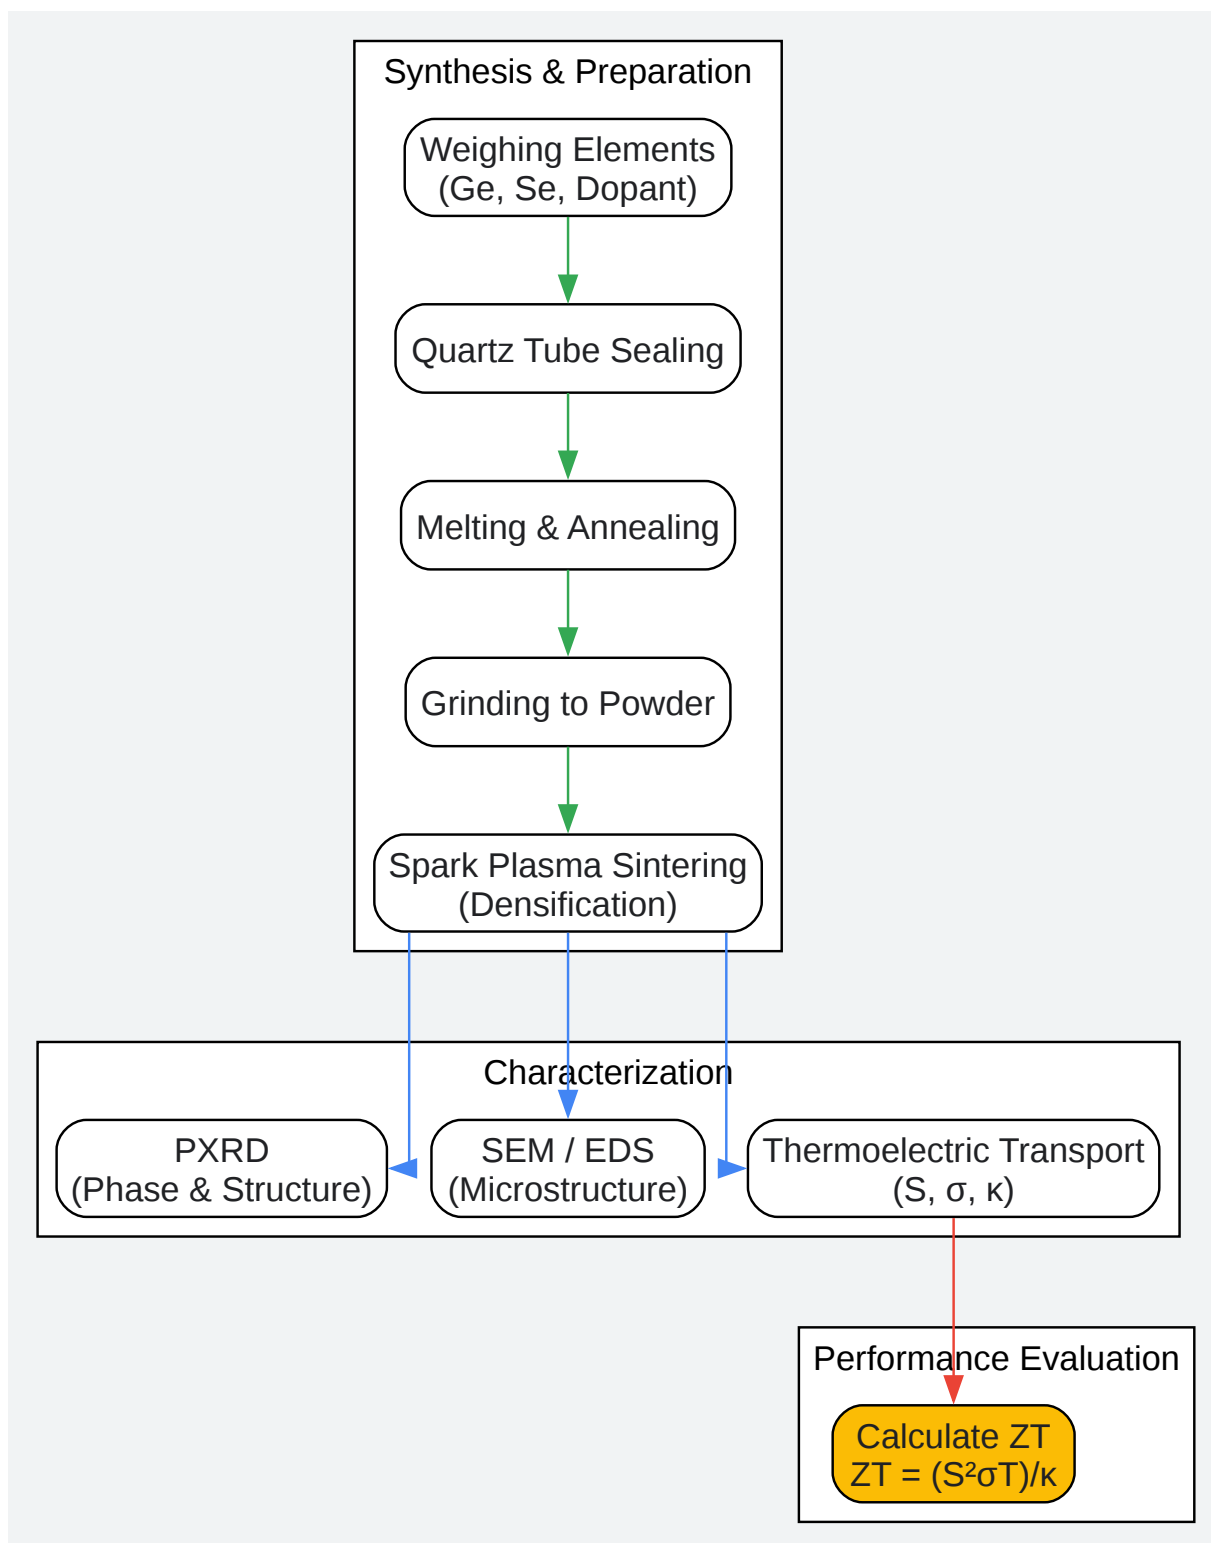 Synthesis & Preparation
Weighing Elements
(Ge, Se, Dopant)
Quartz Tube Sealing
Melting & Annealing
Grinding to Powder
Spark Plasma Sintering
(Densification)
Characterization
PXRD
(Phase & Structure)
SEM / EDS
(Microstructure)
Thermoelectric Transport
(S, σ, κ)
Performance Evaluation
Calculate ZT
ZT = (S²σT)/κ